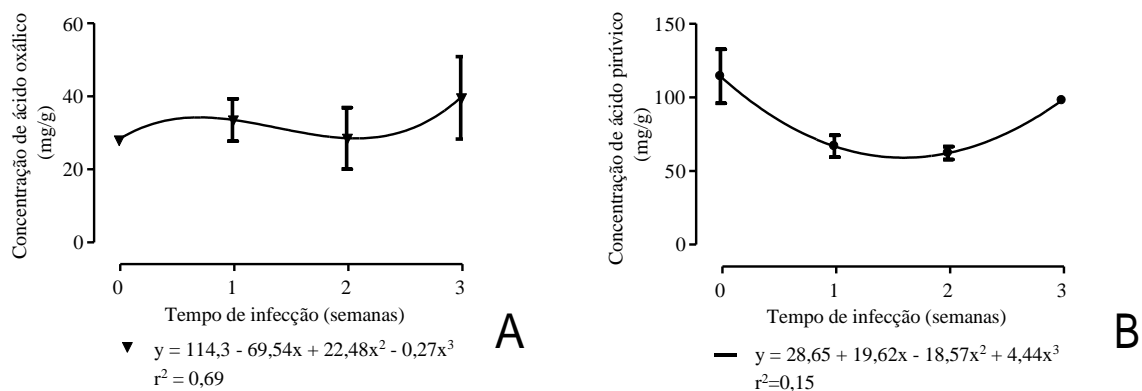 Concentração de ácido oxálico
(mg/g)
60
40
20
0
0 1 2 3
Tempo de infecção (semanas)
y = 114,3 - 69,54x + 22,48x² - 0,27x³
r² = 0,69
A
Concentração de ácido pirúvico
(mg/g)
150
100
50
0
0 1 2 3
Tempo de infecção (semanas)
y = 28,65 + 19,62x - 18,57x² + 4,44x³
r²=0,15
B